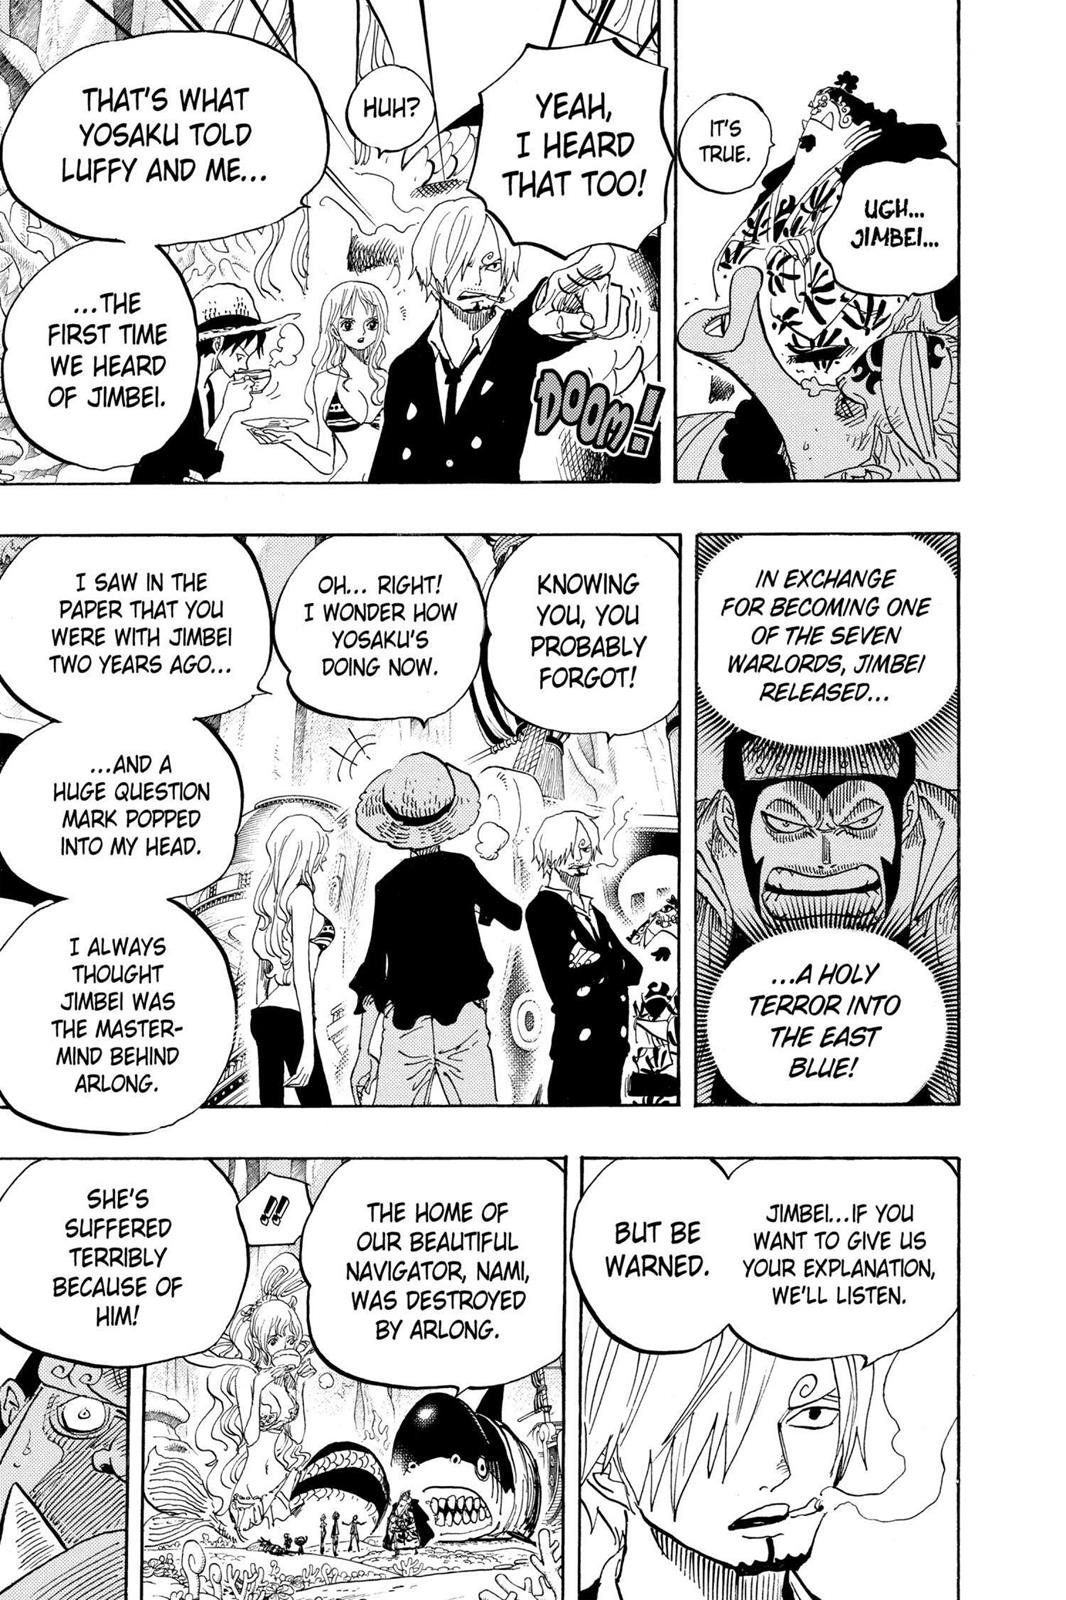 IT'S
TRUE.
UGH...
JIMBEI...
YEAH,
I HEARD
THAT TOO!
HUH?
THAT'S WHAT
YOSAKU TOLD
LUFFY AND ME...
...THE
FIRST TIME
WE HEARD
OF JIMBEI.
DOOM!
IN EXCHANGE
FOR BECOMING ONE
OF THE SEVEN
WARLORDS, JIMBEI
RELEASED...
...A HOLY
TERROR INTO
THE EAST
BLUE!
KNOWING
YOU, YOU
PROBABLY
FORGOT!
OH... RIGHT!
I WONDER HOW
YOSAKU'S
DOING NOW.
I SAW IN THE
PAPER THAT YOU
WERE WITH JIMBEI
TWO YEARS AGO...
...AND A
HUGE QUESTION
MARK POPPED
INTO MY HEAD.
I ALWAYS
THOUGHT
JIMBEI WAS
THE MASTER-
MIND BEHIND
ARLONG.
JIMBEI...IF YOU
WANT TO GIVE US
YOUR EXPLANATION,
WE'LL LISTEN.
BUT BE
WARNED.
THE HOME OF
OUR BEAUTIFUL
NAVIGATOR, NAMI,
WAS DESTROYED
BY ARLONG.
!!
SHE'S
SUFFERED
TERRIBLY
BECAUSE OF
HIM!